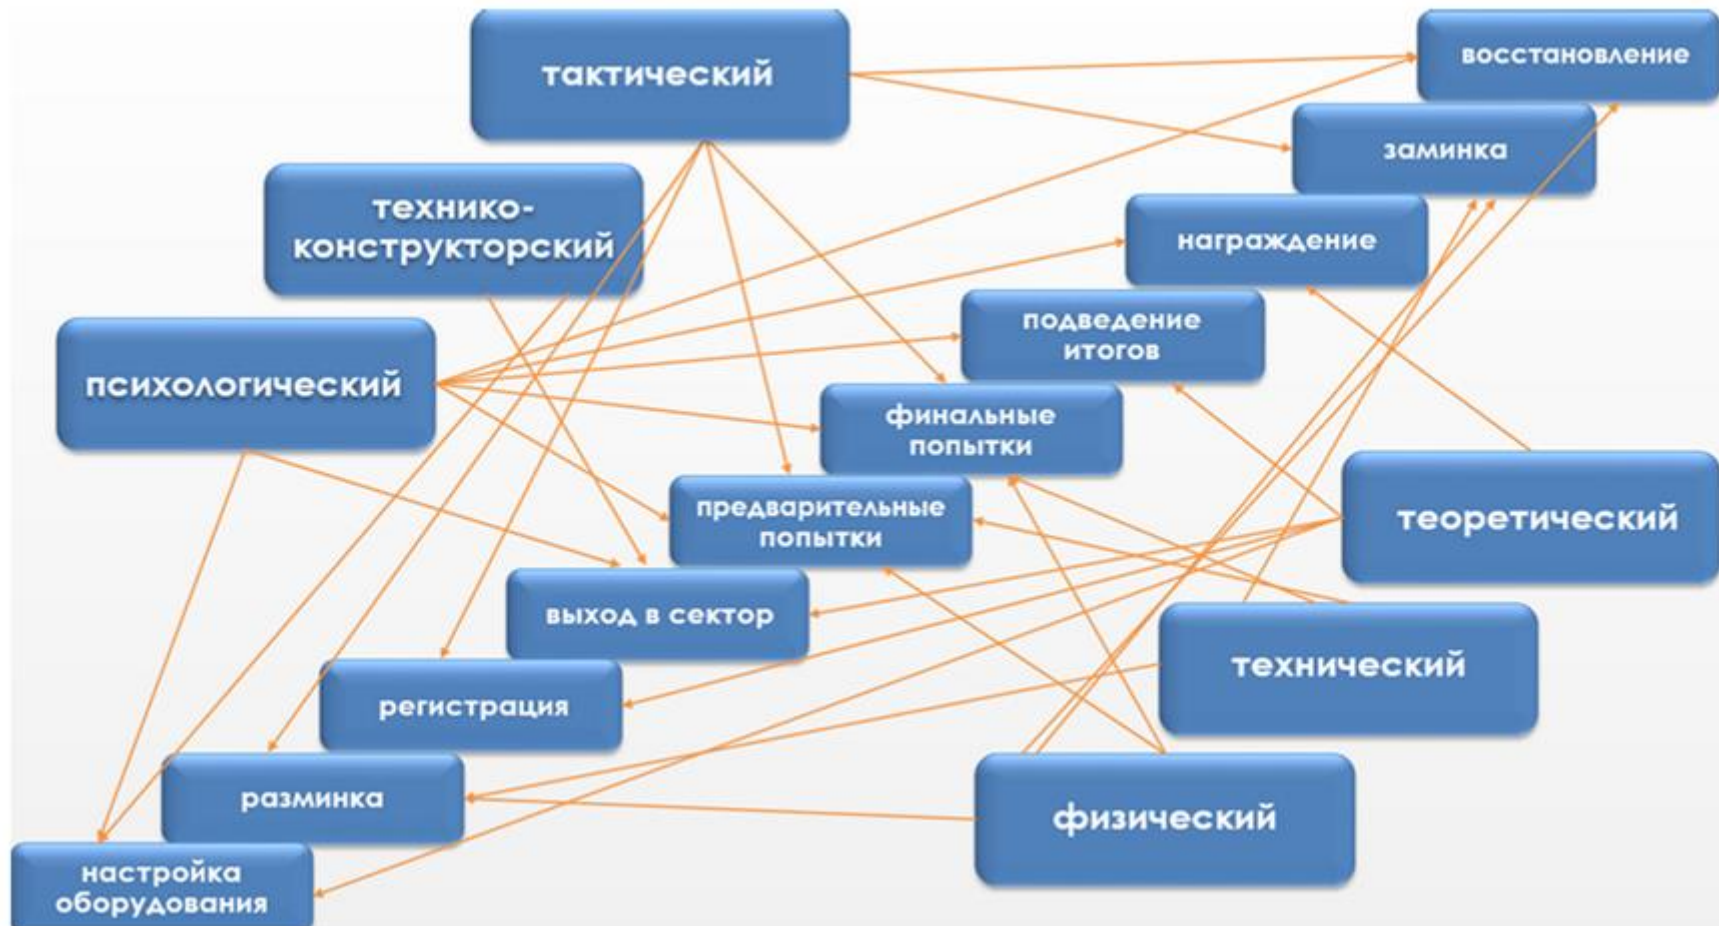 тактический
восстановление
заминка
технико-
конструкторский
награждение
подведение
итогов
психологический
финальные
попытки
предварительные
попытки
теоретический
выход в сектор
технический
регистрация
разминка
физический
настройка
оборудования